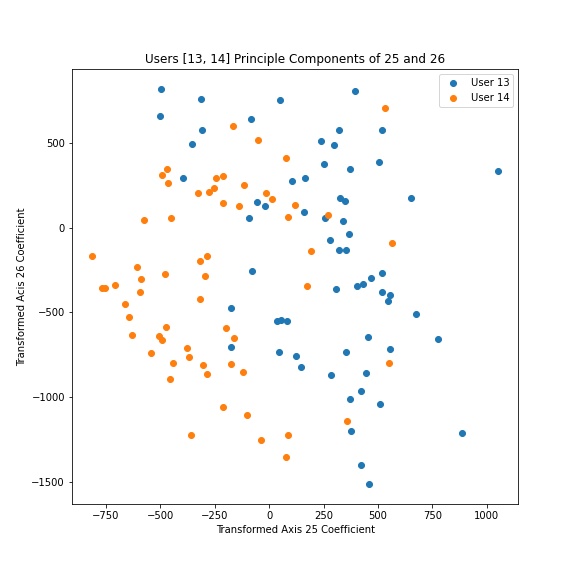 Users [13, 14] Principle Components of 25 and 26
User 13
User 14
Transformed Acis 26 Coefficient
500
0
−500
−1000
−1500
−750
−500
−250
0
250
500
750
1000
Transformed Axis 25 Coefficient